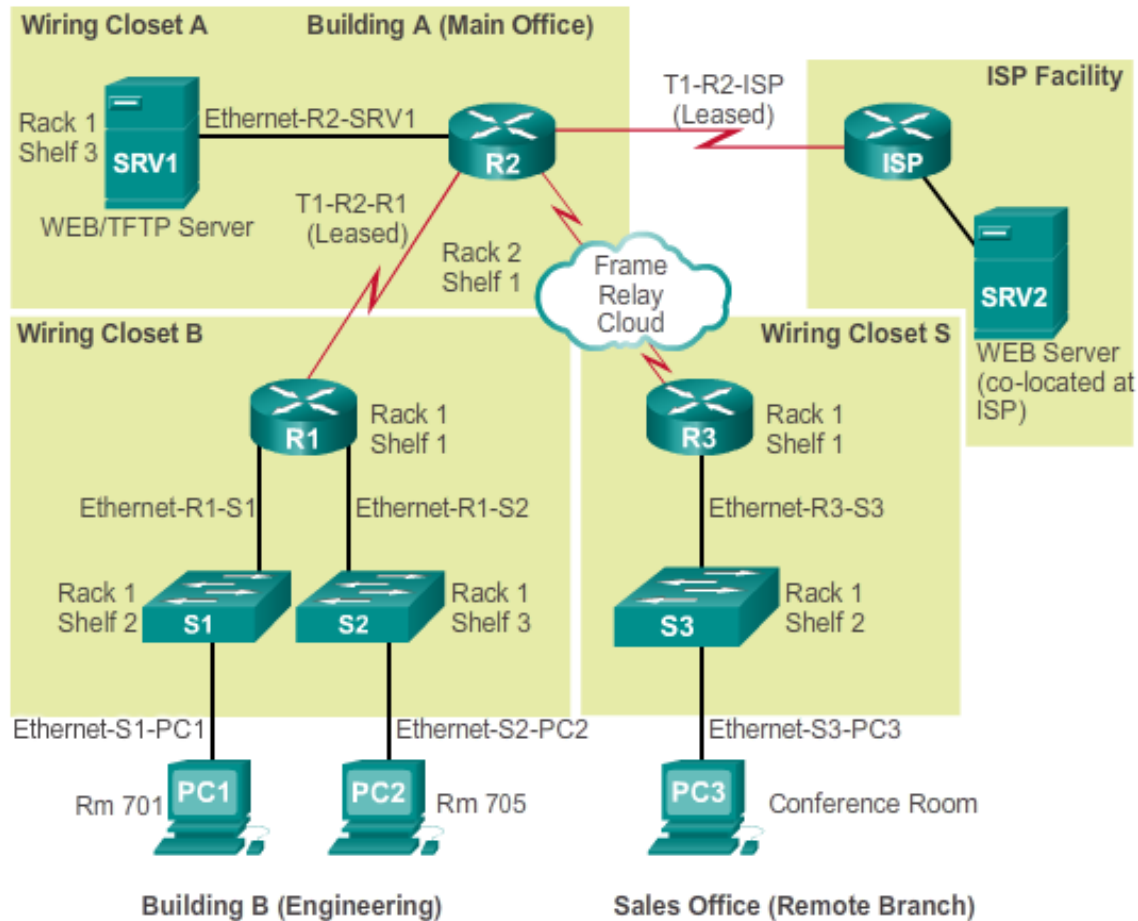 Wiring Closet A
Building A (Main Office)
Rack 1
Shelf 3
SRV1
WEB/TFTP Server
Ethernet-R2-SRV1
R2
T1-R2-ISP
(Leased)
ISP Facility
ISP
SRV2
WEB Server
(co-located at
ISP)
T1-R2-R1
(Leased)
Rack 2
Shelf 1
Frame
Relay
Cloud
Wiring Closet B
R1
Rack 1
Shelf 1
Ethernet-R1-S1
Ethernet-R1-S2
Rack 1
Shelf 2
S1
S2
Rack 1
Shelf 3
Wiring Closet S
R3
Rack 1
Shelf 1
Ethernet-R3-S3
S3
Rack 1
Shelf 2
Ethernet-S1-PC1
Ethernet-S2-PC2
Ethernet-S3-PC3
Rm 701
PC1
PC2
Rm 705
PC3
Conference Room
Building B (Engineering)
Sales Office (Remote Branch)